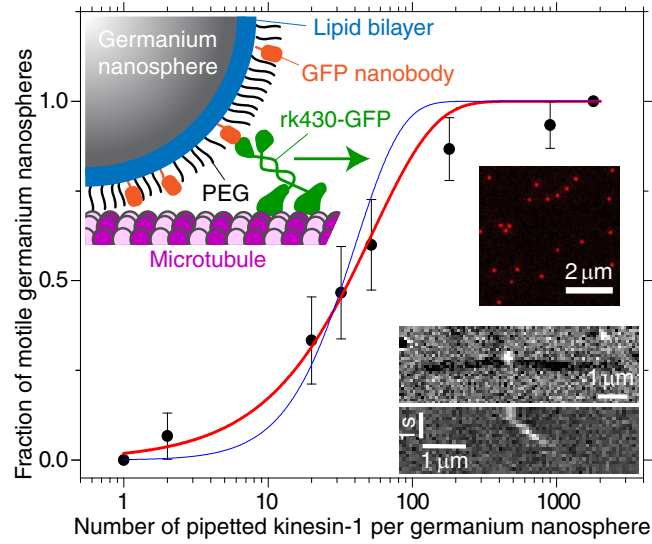 Fraction of motile germanium nanospheres
1.0
0.5
0.0
1
10
100
1000
Number of pipetted kinesin-1 per germanium nanosphere
Germanium
nanosphere
Lipid bilayer
GFP nanobody
rk430-GFP
PEG
Microtubule
2 μm
1 μm
1s
1 μm